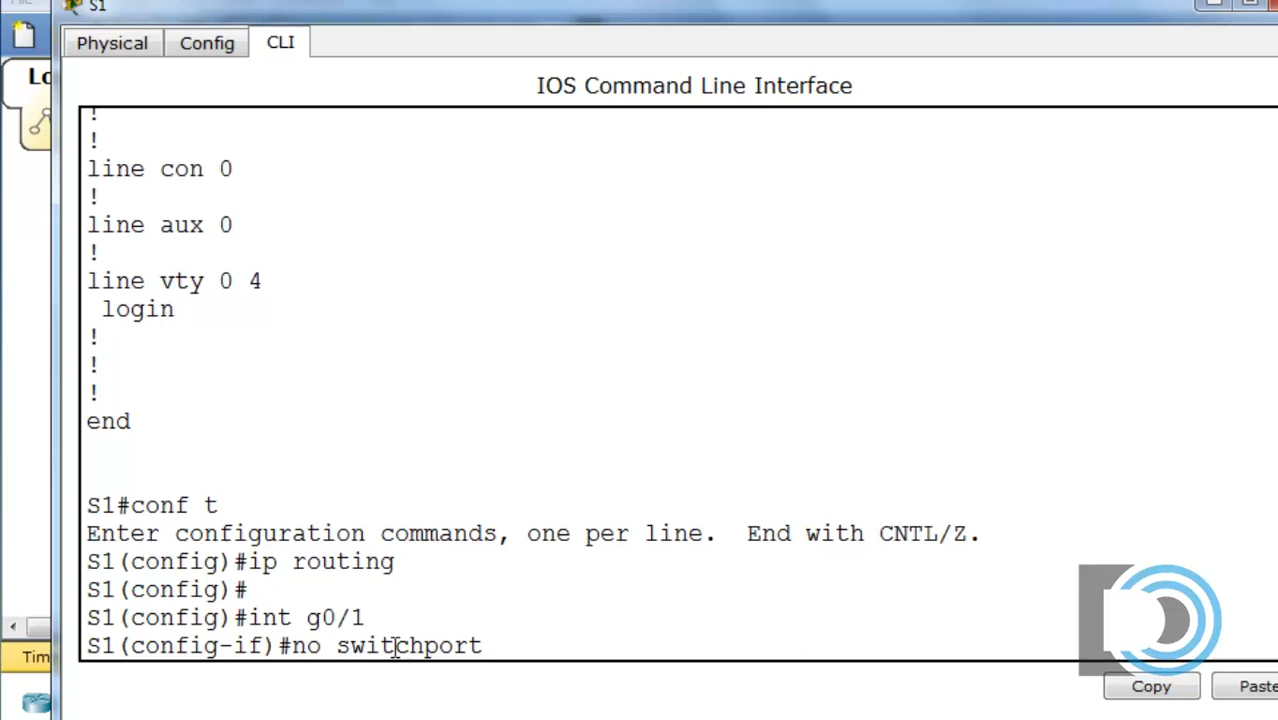 S1
Physical Config CLI
IOS Command Line Interface
!
!
line con 0
!
line aux 0
!
line vty 0 4
login
!
!
!
end
S1#conf t
Enter configuration commands, one per line. End with CNTL/Z.
S1(config)#ip routing
S1(config)#
S1(config)#int g0/1
S1(config-if)#no switchport
Copy Paste
Lo
Tim